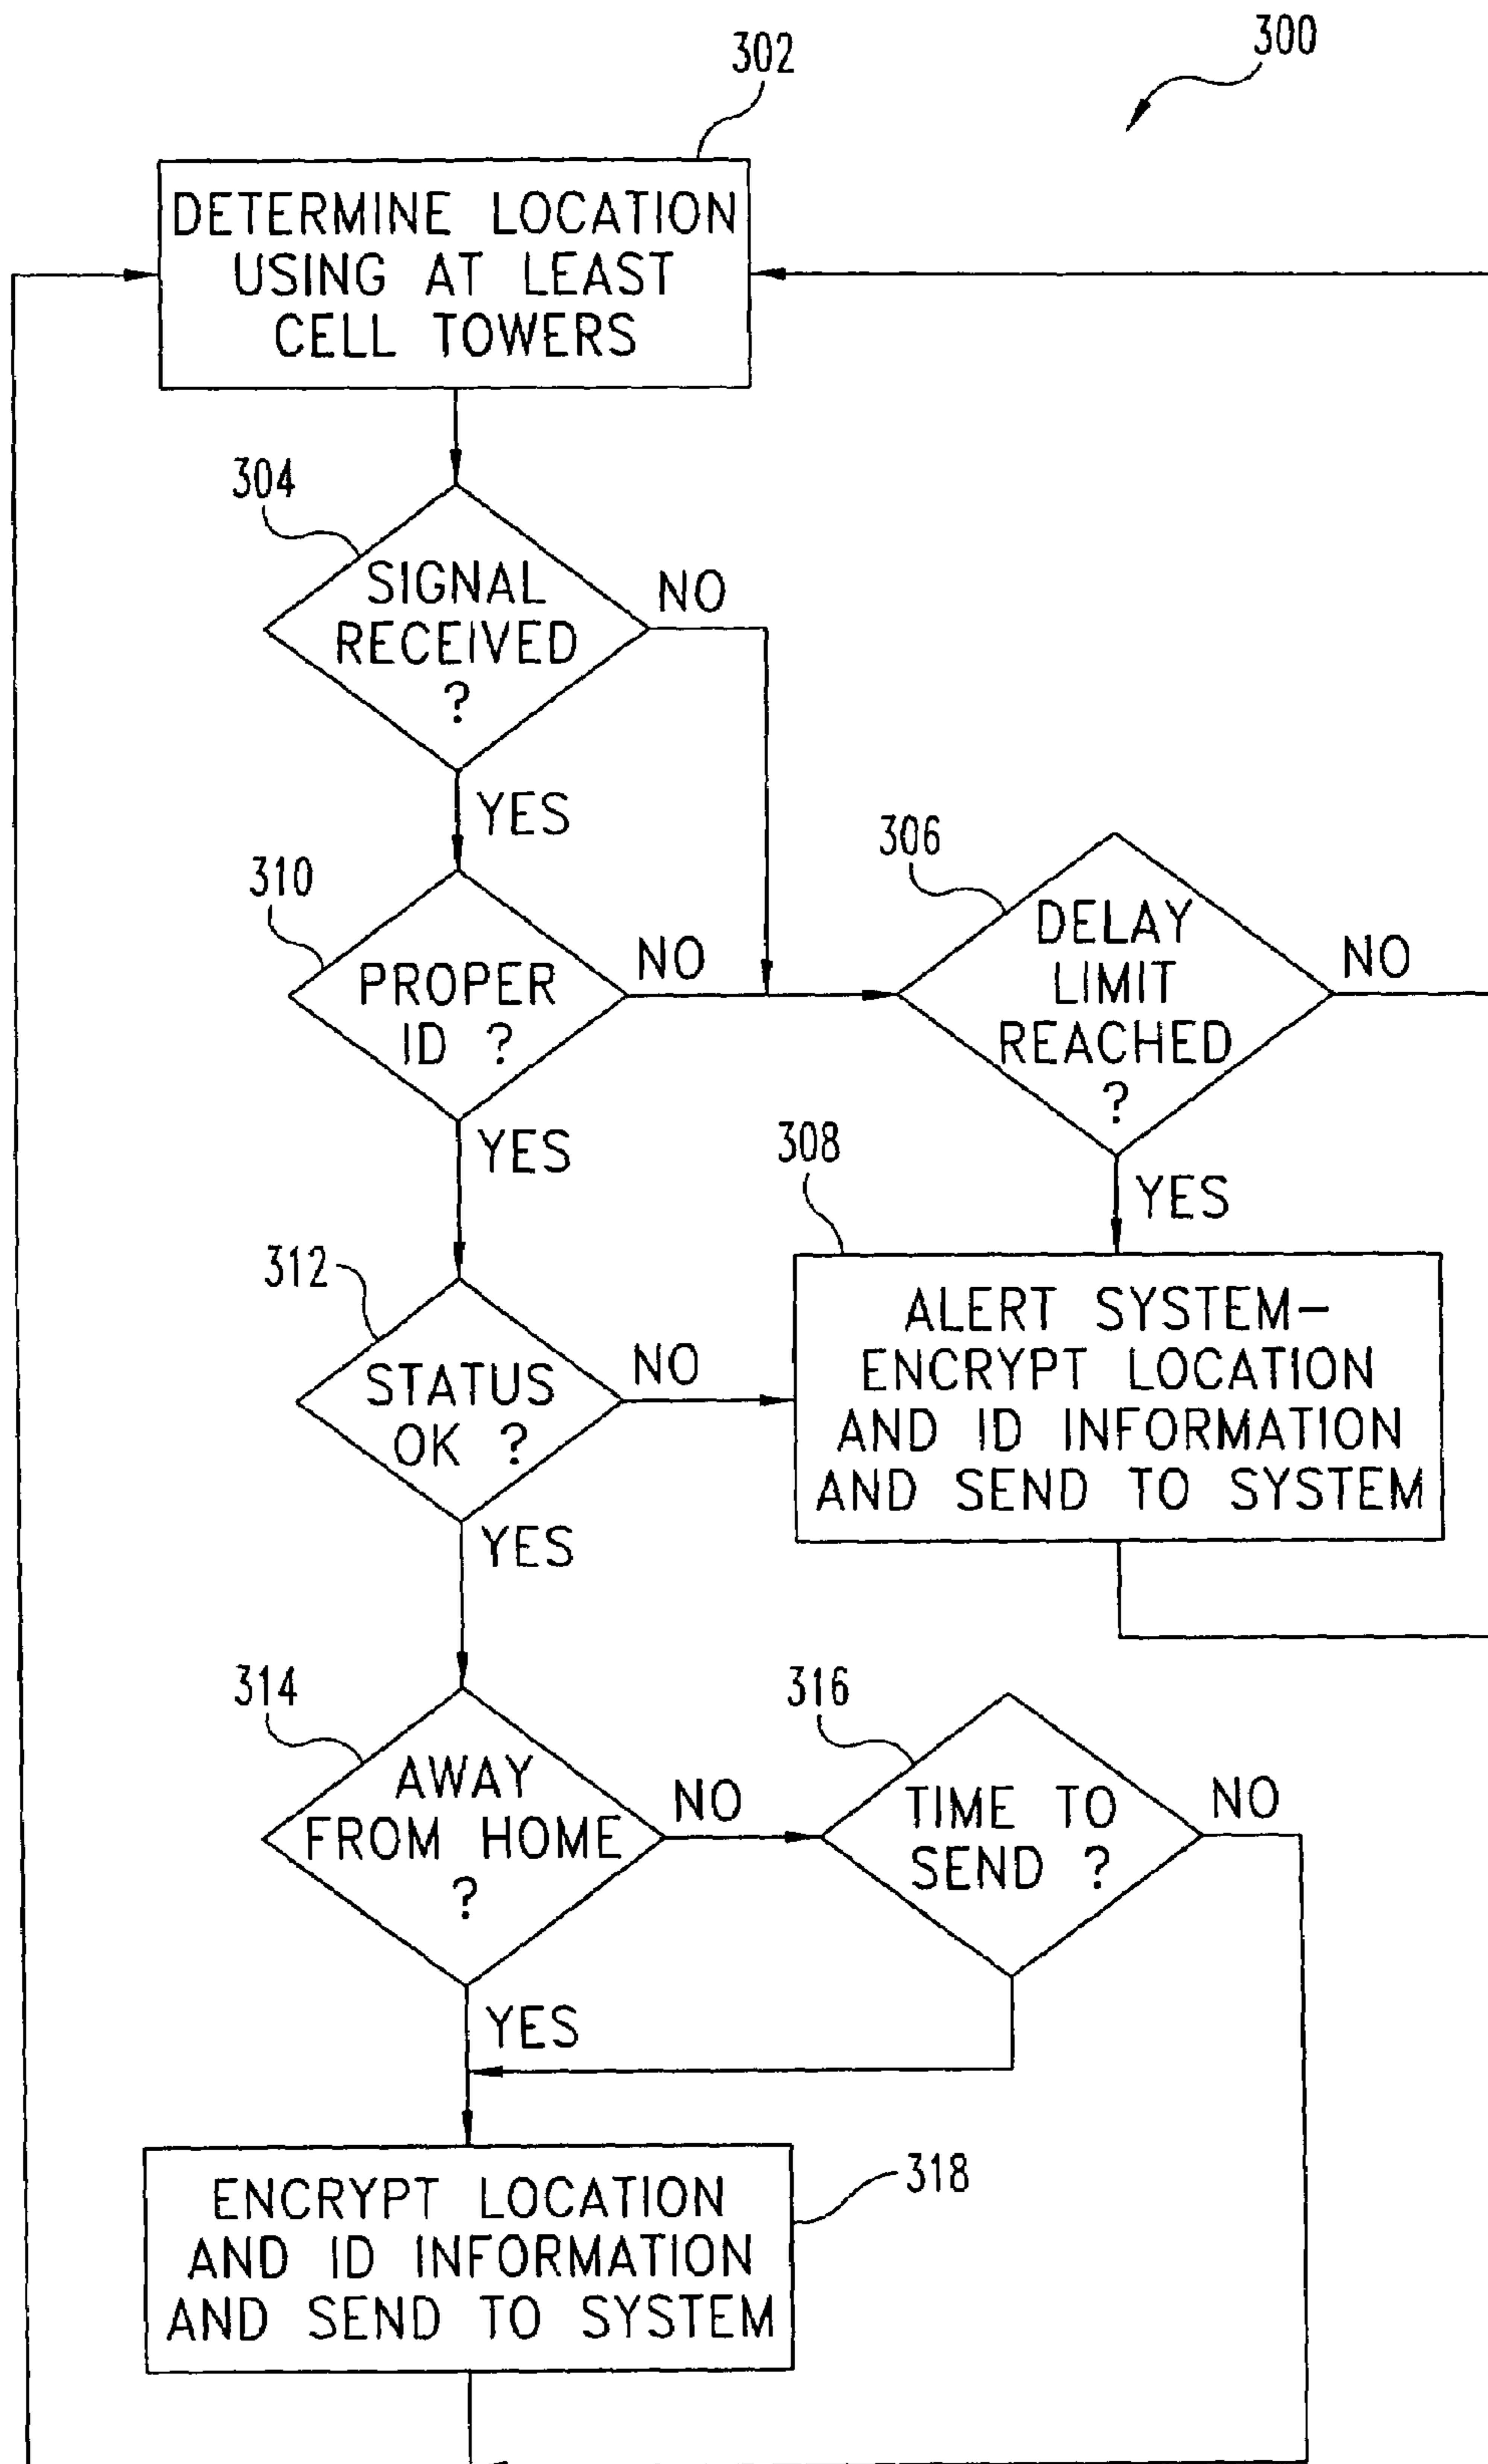 300
302
DETERMINE LOCATION
USING AT LEAST
CELL TOWERS
304
SIGNAL
RECEIVED
?
NO
YES
310
PROPER
ID ?
NO
306
DELAY
LIMIT
REACHED
?
NO
YES
YES
308
ALERT SYSTEM-
ENCRYPT LOCATION
AND ID INFORMATION
AND SEND TO SYSTEM
312
STATUS
OK ?
NO
YES
314
AWAY
FROM HOME
?
NO
316
TIME TO
SEND ?
NO
YES
ENCRYPT LOCATION
AND ID INFORMATION
AND SEND TO SYSTEM
318